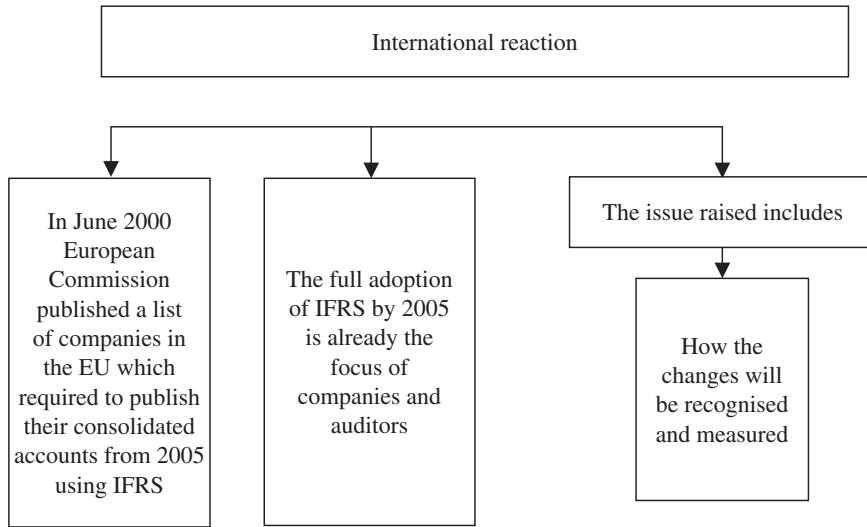 International reaction
In June 2000
European
Commission
published a list
of companies in
the EU which
required to publish
their consolidated
accounts from 2005
using IFRS
The full adoption
of IFRS by 2005
is already the
focus of
companies and
auditors
The issue raised includes
How the
changes will
be recognised
and measured